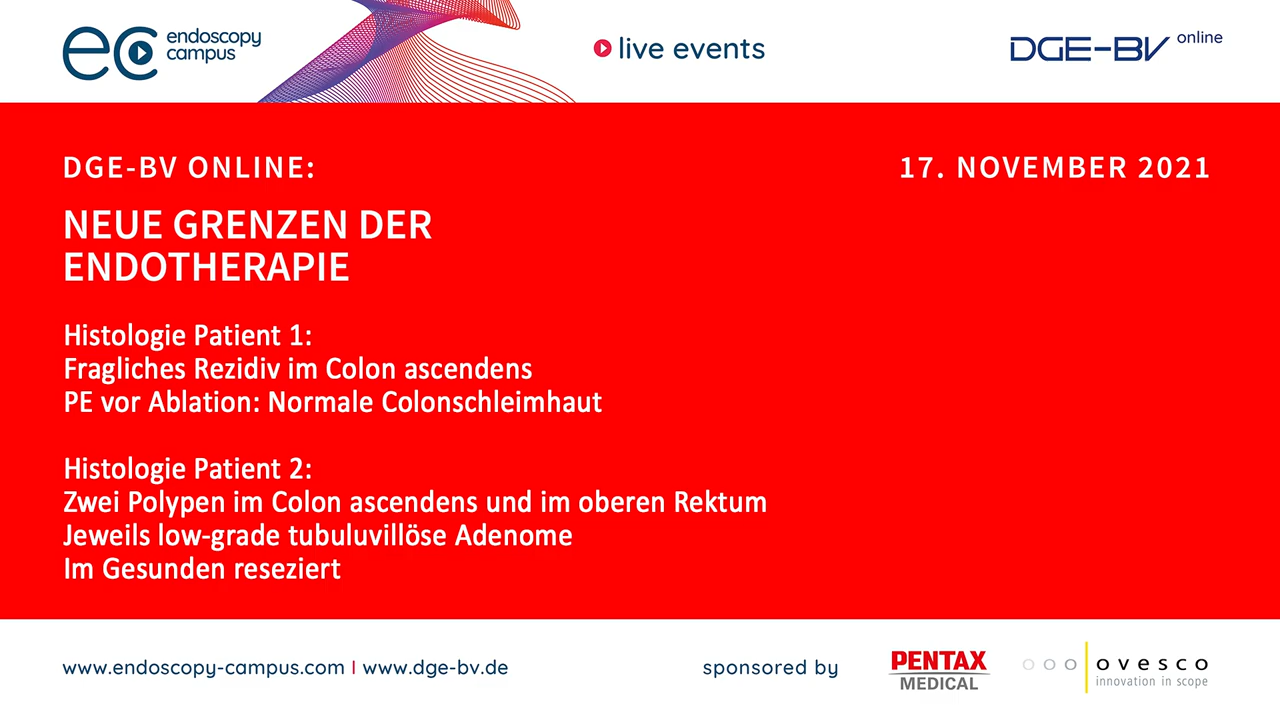 ec endoscopy
campus
live events
DGE-BV online
DGE-BV ONLINE:
17. NOVEMBER 2021
NEUE GRENZEN DER
ENDOTHERAPIE
Histologie Patient 1:
Fragliches Rezidiv im Colon ascendens
PE vor Ablation: Normale Colonschleimhaut
Histologie Patient 2:
Zwei Polypen im Colon ascendens und im oberen Rektum
Jeweils low-grade tubuluvillöse Adenome
Im Gesunden reseziert
www.endoscopy-campus.com I www.dge-bv.de
sponsored by
PENTAX
MEDICAL
ovesco
innovation in scope